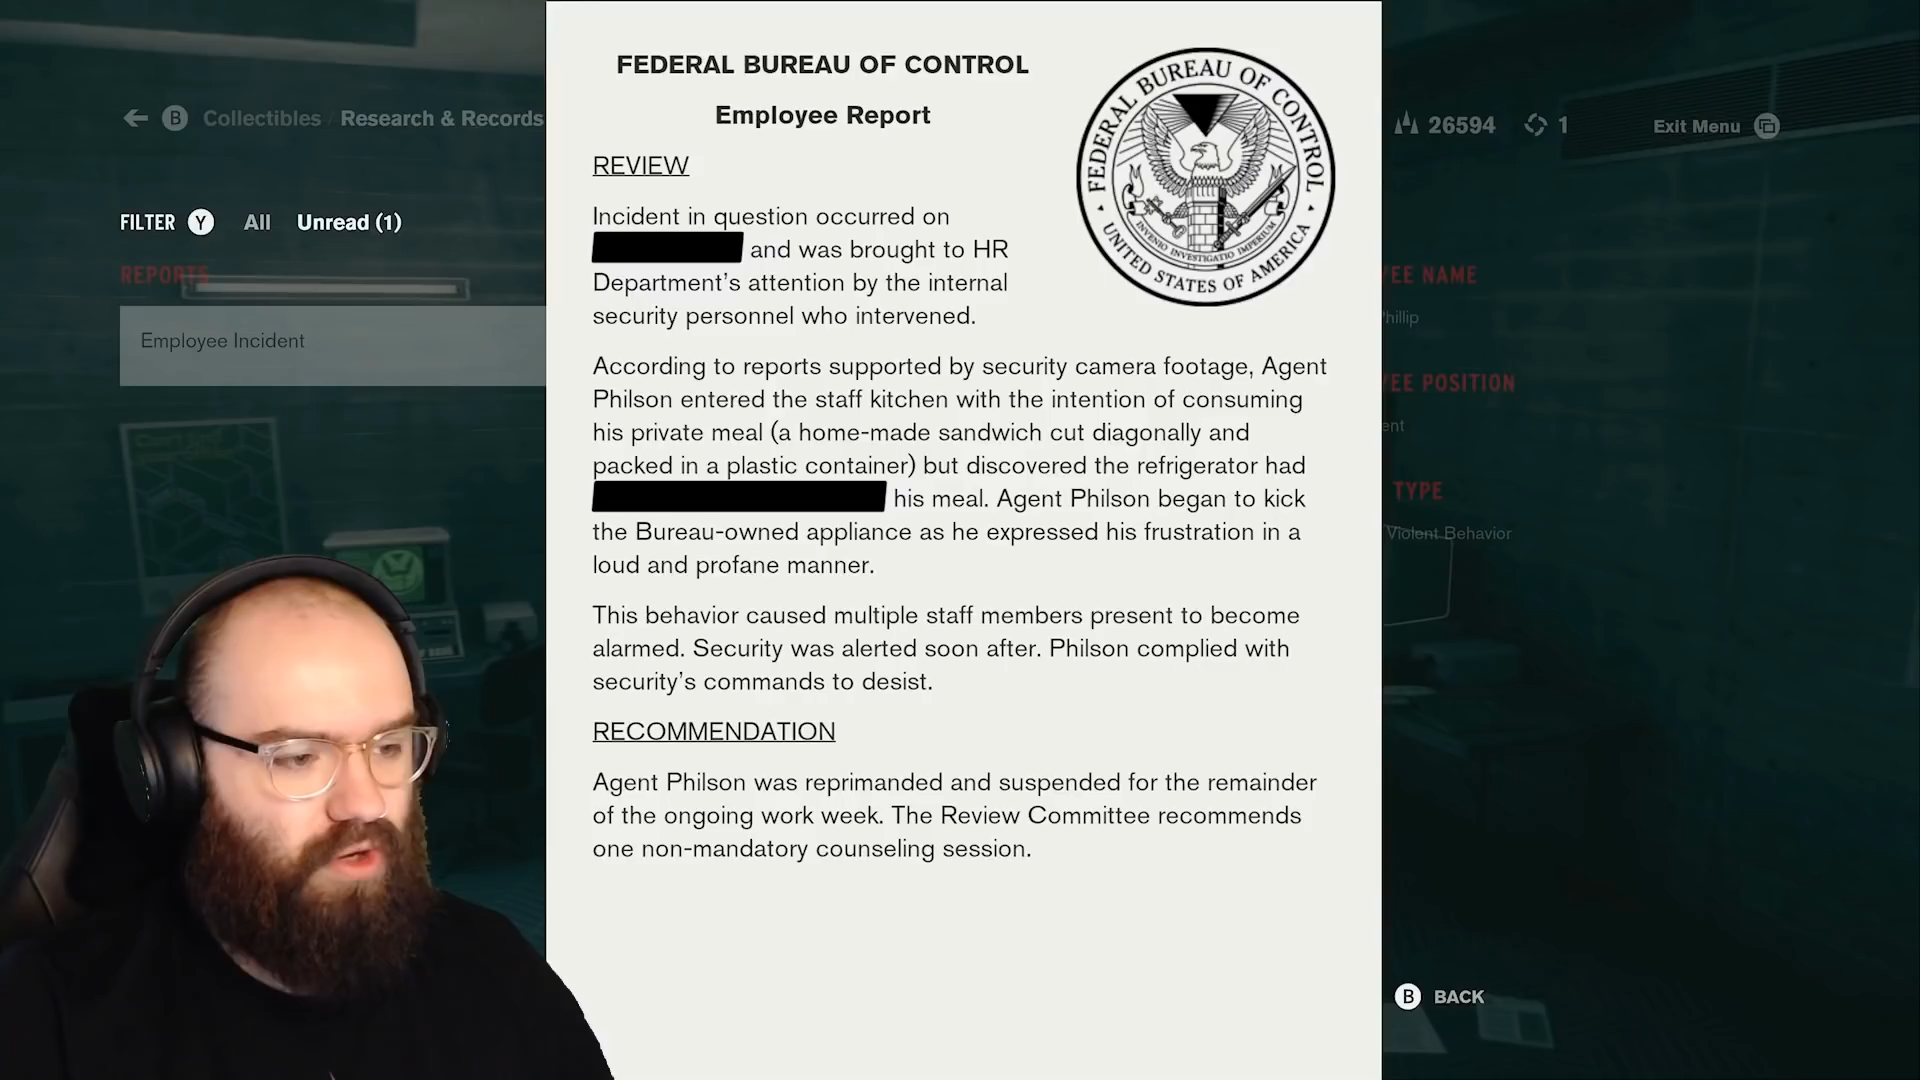 FEDERAL BUREAU OF CONTROL
Employee Report
FEDERAL BUREAU OF CONTROL
UNITED STATES OF AMERICA
INVENIO INVESTIGATIO IMPERIUM
B Collectibles / Research & Records
26594 1 Exit Menu
FILTER Y All Unread (1)
REPORTS
Employee Incident
REVIEW
Incident in question occurred on
and was brought to HR
Department's attention by the internal
security personnel who intervened.
According to reports supported by security camera footage, Agent
Philson entered the staff kitchen with the intention of consuming
his private meal (a home-made sandwich cut diagonally and
packed in a plastic container) but discovered the refrigerator had
his meal. Agent Philson began to kick
the Bureau-owned appliance as he expressed his frustration in a
loud and profane manner.
This behavior caused multiple staff members present to become
alarmed. Security was alerted soon after. Philson complied with
security's commands to desist.
RECOMMENDATION
Agent Philson was reprimanded and suspended for the remainder
of the ongoing work week. The Review Committee recommends
one non-mandatory counseling session.
EE NAME
hillip
EE POSITION
ent
TYPE
Violent Behavior
B BACK